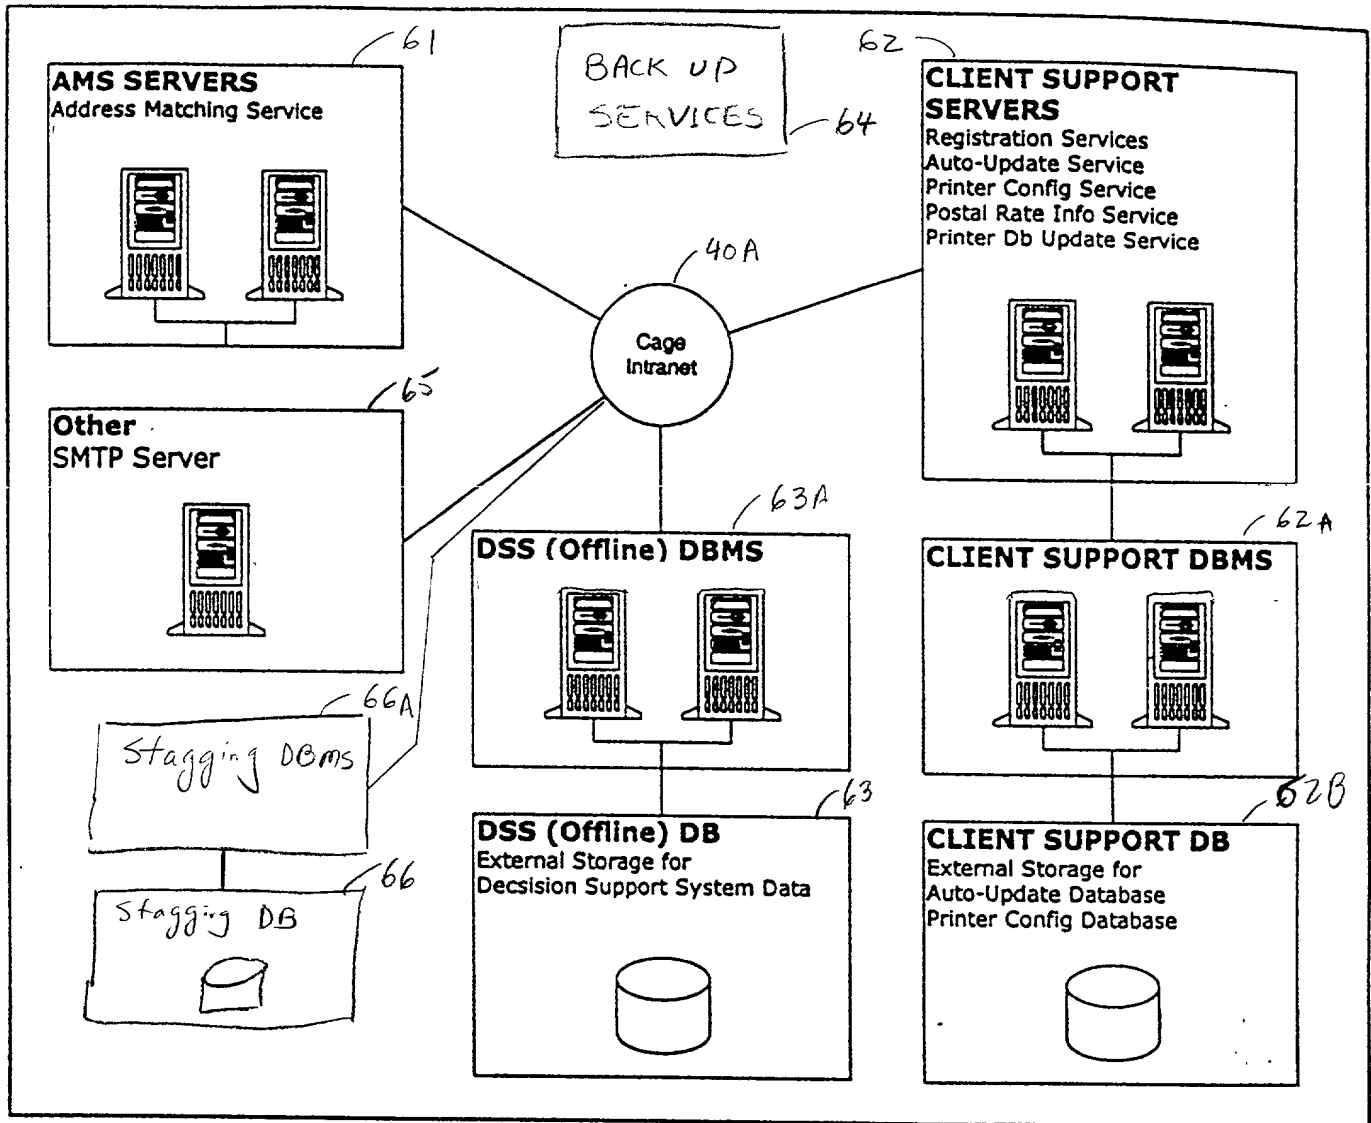 61
AMS SERVERS
Address Matching Service
BACK UP
SERVICES
64
62
CLIENT SUPPORT
SERVERS
Registration Services
Auto-Update Service
Printer Config Service
Postal Rate Info Service
Printer Db Update Service
40A
Cage
Intranet
65
Other
SMTP Server
63A
DSS (Offline) DBMS
62A
CLIENT SUPPORT DBMS
66A
Stagging DBMS
63
DSS (Offline) DB
External Storage for
Decsision Support System Data
62B
CLIENT SUPPORT DB
External Storage for
Auto-Update Database
Printer Config Database
66
Stagging DB